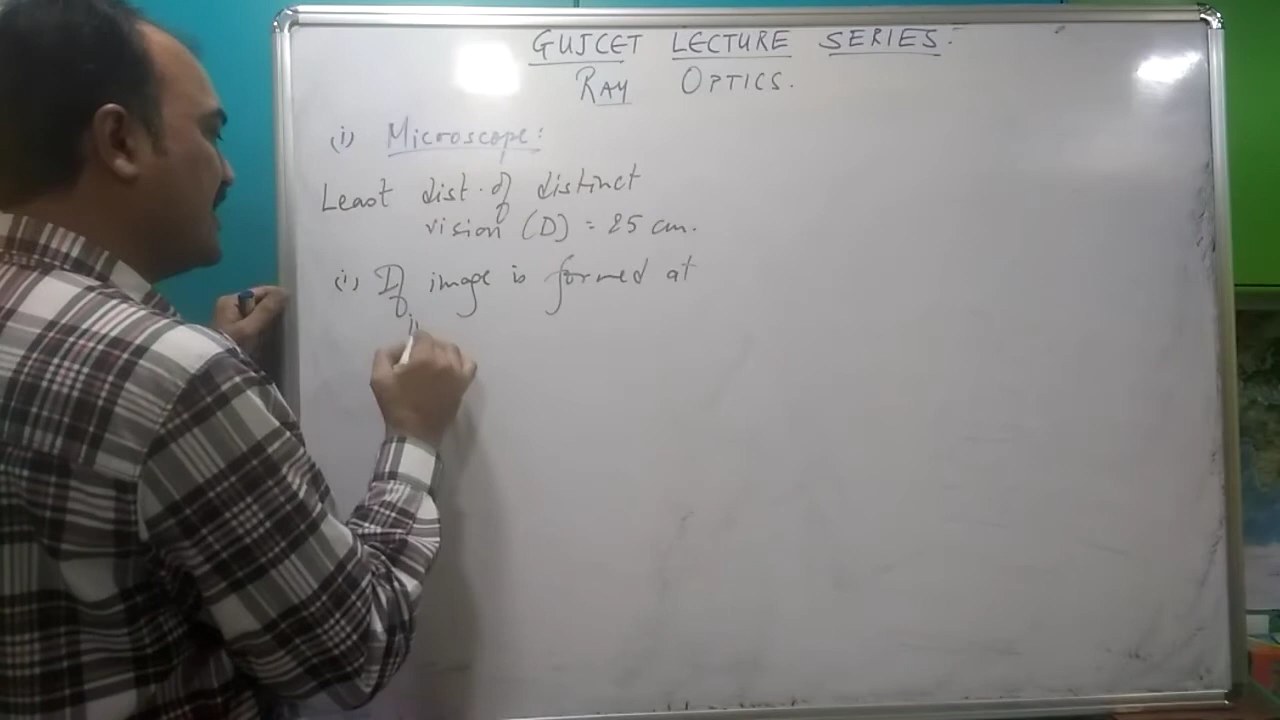 GUJCET LECTURE SERIES.
RAY OPTICS.
(i) Microscope:
Least dist. of distinct
vision (D) = 25 cm.
(i) If image is formed at